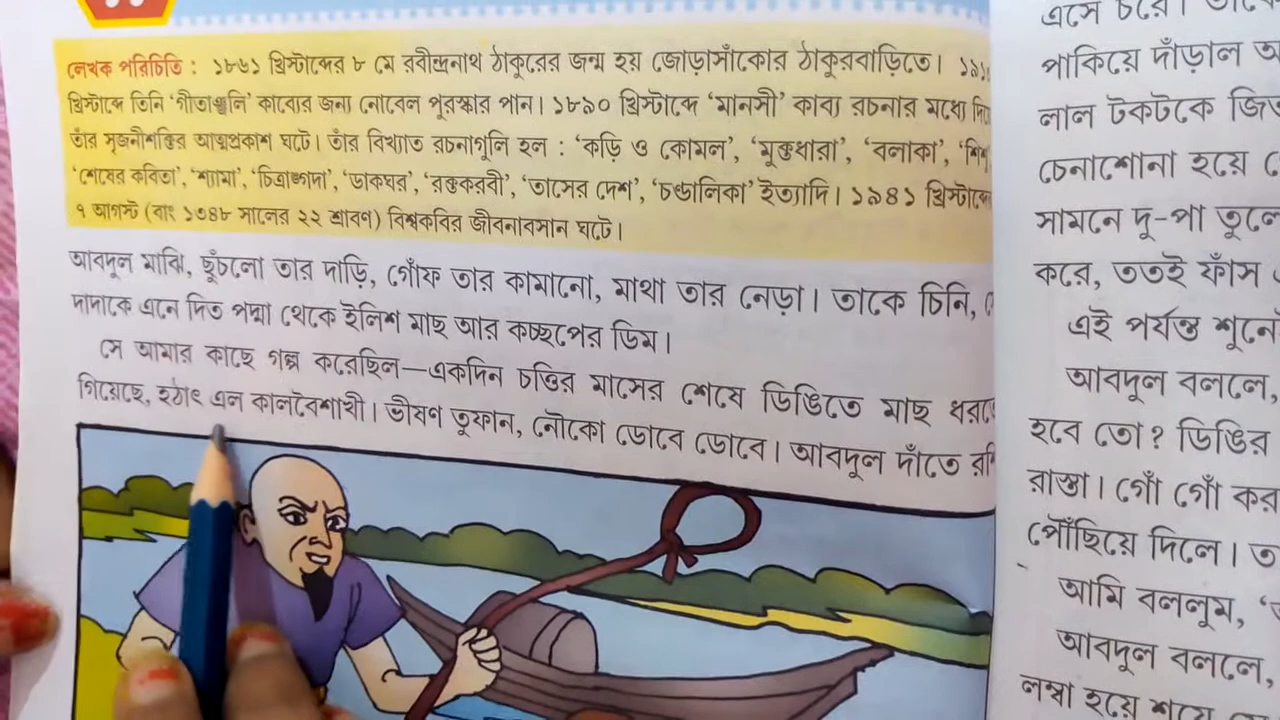 লেখক পরিচিতি : ১৮৬১ খ্রিস্টাব্দের ৮ মে রবীন্দ্রনাথ ঠাকুরের জন্ম হয় জোড়াসাঁকোর ঠাকুরবাড়িতে।
খ্রিস্টাব্দে তিনি 'গীতাঞ্জলি' কাব্যের জন্য নোবেল পুরস্কার পান। ১৮৯০ খ্রিস্টাব্দে 'মানসী' কাব্য রচনার মধ্যে
তাঁর সৃজনীশক্তির আত্মপ্রকাশ ঘটে। তাঁর বিখ্যাত রচনাগুলি হল : 'কড়ি ও কোমল', 'মুক্তধারা', 'বলাকা',
'শেষের কবিতা', 'শ্যামা', 'চিত্রাঙ্গদা', 'ডাকঘর', 'রক্তকরবী', 'তাসের দেশ', 'চণ্ডালিকা' ইত্যাদি। ১৯৪১ খ্রিস্টাব্দের
৭ আগস্ট (বাং ১৩৪৮ সালের ২২ শ্রাবণ) বিশ্বকবির জীবনাবসান ঘটে।
আবদুল মাঝি, ছুঁচলো তার দাড়ি, গোঁফ তার কামানো, মাথা তার নেড়া। তাকে চিনি,
দাদাকে এনে দিত পদ্মা থেকে ইলিশ মাছ আর কচ্ছপের ডিম।
সে আমার কাছে গল্প করেছিল—একদিন চত্তির মাসের শেষে ডিঙিতে মাছ ধরতে
গিয়েছে, হঠাৎ এল কালবৈশাখী। ভীষণ তুফান, নৌকো ডোবে ডোবে। আবদুল দাঁতে
এসে চরে।
পাকিয়ে দাঁড়াল
লাল টকটকে
চেনাশোনা হয়ে
সামনে দু-পা তুলে
করে, ততই ফাঁস
এই পর্যন্ত শুনে
আবদুল বললে,
হবে তো? ডিঙির
রাস্তা। গোঁ গোঁ
পৌঁছিয়ে দিলে।
আমি বললুম,
আবদুল বললে,
লম্বা হয়ে শুয়ে